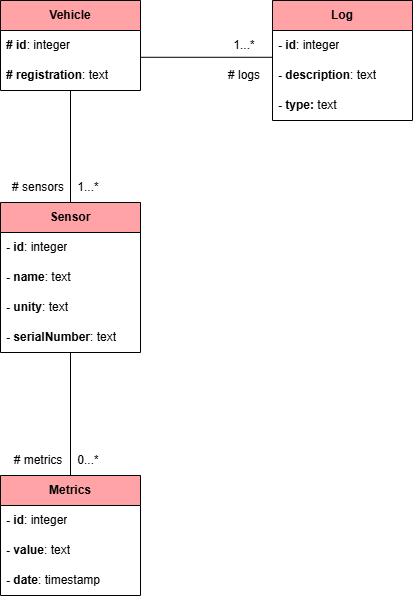 Vehicle
# id: integer
# registration: text
1...*
# logs
Log
- id: integer
- description: text
- type: text
# sensors
1...*
Sensor
- id: integer
- name: text
- unity: text
- serialNumber: text
# metrics
0...*
Metrics
- id: integer
- value: text
- date: timestamp